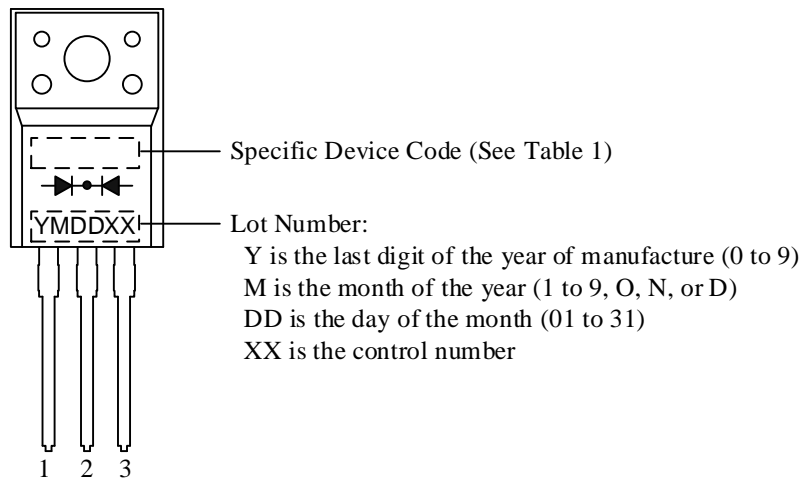 Specific Device Code (See Table 1)
YMDDXX
Lot Number:
Y is the last digit of the year of manufacture (0 to 9)
M is the month of the year (1 to 9, O, N, or D)
DD is the day of the month (01 to 31)
XX is the control number
1 2 3